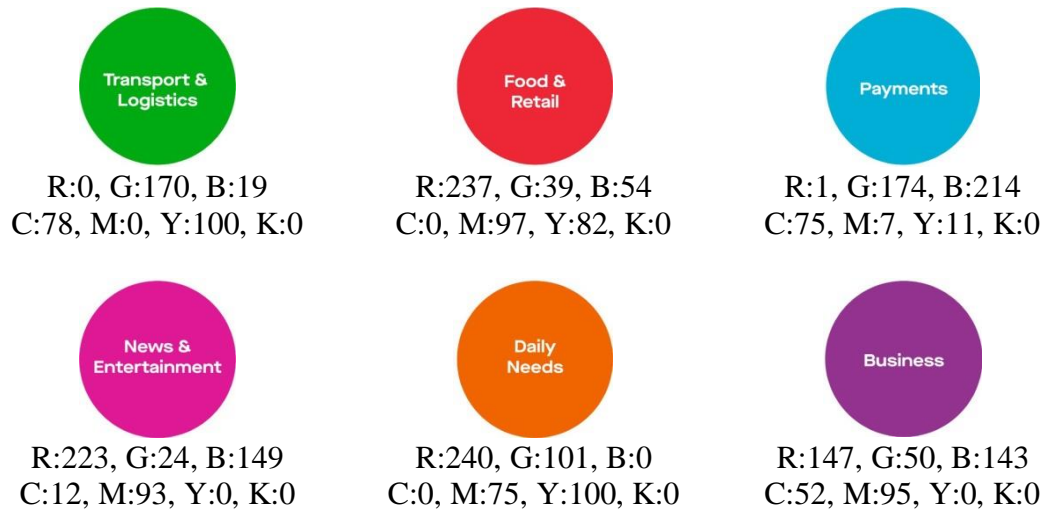 Transport &
Logistics
R:0, G:170, B:19
C:78, M:0, Y:100, K:0
Food &
Retail
R:237, G:39, B:54
C:0, M:97, Y:82, K:0
Payments
R:1, G:174, B:214
C:75, M:7, Y:11, K:0
News &
Entertainment
R:223, G:24, B:149
C:12, M:93, Y:0, K:0
Daily
Needs
R:240, G:101, B:0
C:0, M:75, Y:100, K:0
Business
R:147, G:50, B:143
C:52, M:95, Y:0, K:0